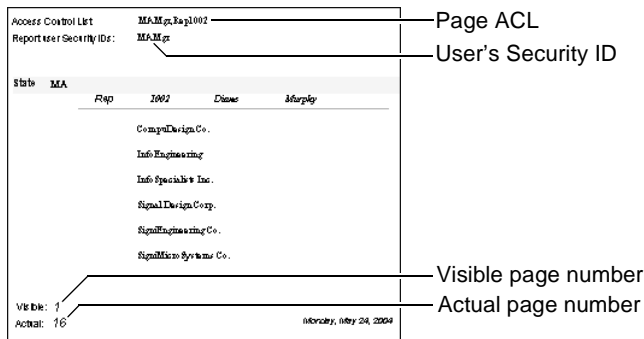 Access Control List MAMgr,Rep1002
Page ACL
Report user Security IDs: MAMgr
User's Security ID
State MA
Rep 1002 Diane Murphy
CompuDesign Co.
InfoEngineering
InfoSpecialists Inc.
SignalDesign Corp.
SigniEngineering Co.
SigniMicro Systems Co.
Visible page number
Visible: 1
Actual page number
Actual: 16
Monday, May 24, 2004